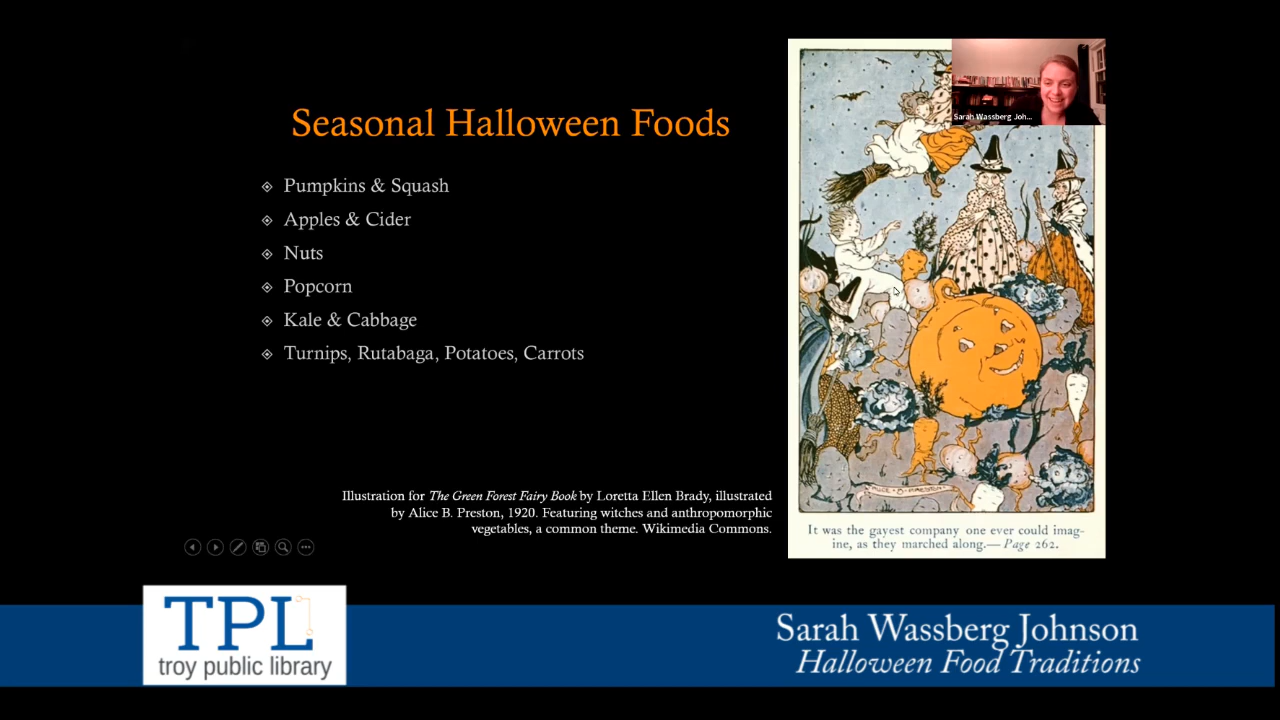 Seasonal Halloween Foods
Pumpkins & Squash
Apples & Cider
Nuts
Popcorn
Kale & Cabbage
Turnips, Rutabaga, Potatoes, Carrots
Illustration for The Green Forest Fairy Book by Loretta Ellen Brady, illustrated
by Alice B. Preston, 1920. Featuring witches and anthropomorphic
vegetables, a common theme. Wikimedia Commons.
Sarah Wassberg Joh...
ALICE · B · PRESTON
It was the gayest company one ever could imag-
ine, as they marched along.— Page 262.
TPL
troy public library
Sarah Wassberg Johnson
Halloween Food Traditions